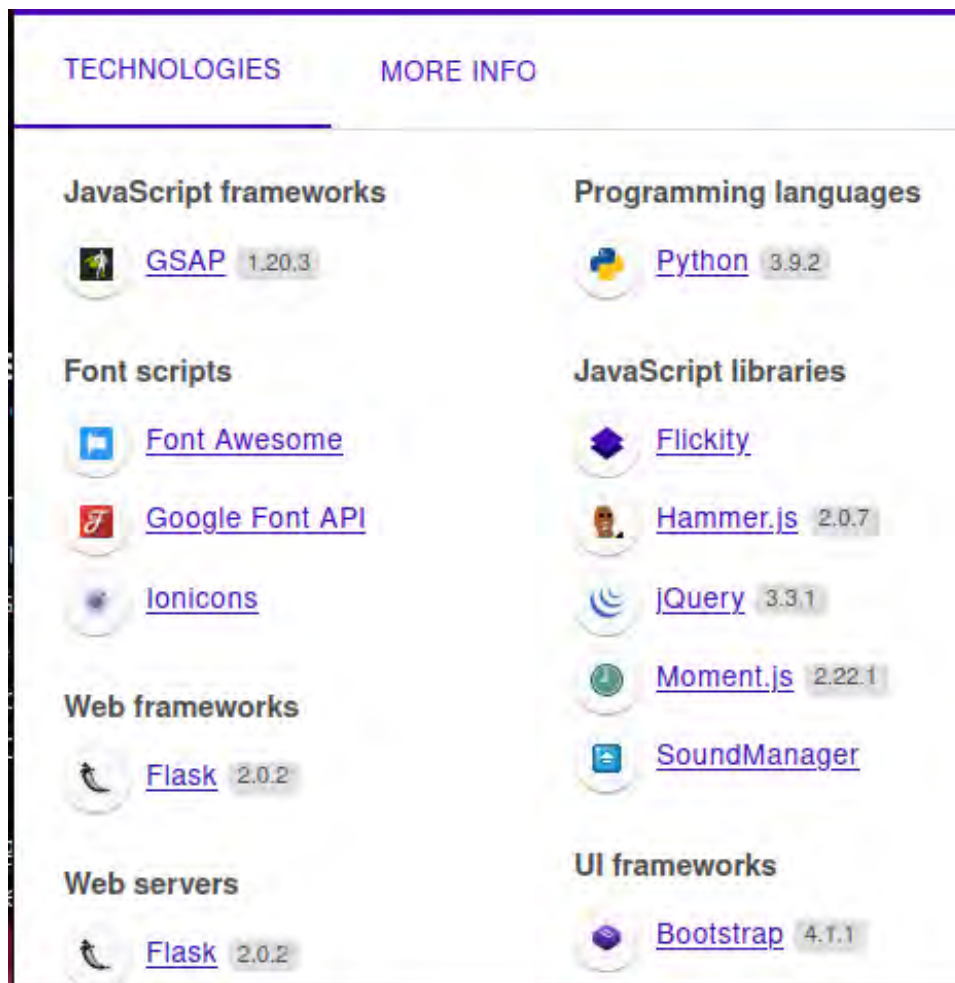 TECHNOLOGIES
MORE INFO
JavaScript frameworks
GSAP 1.20.3
Font scripts
Font Awesome
Google Font API
Ionicons
Web frameworks
Flask 2.0.2
Web servers
Flask 2.0.2
Programming languages
Python 3.9.2
JavaScript libraries
Flickity
Hammer.js 2.0.7
jQuery 3.3.1
Moment.js 2.22.1
SoundManager
UI frameworks
Bootstrap 4.1.1